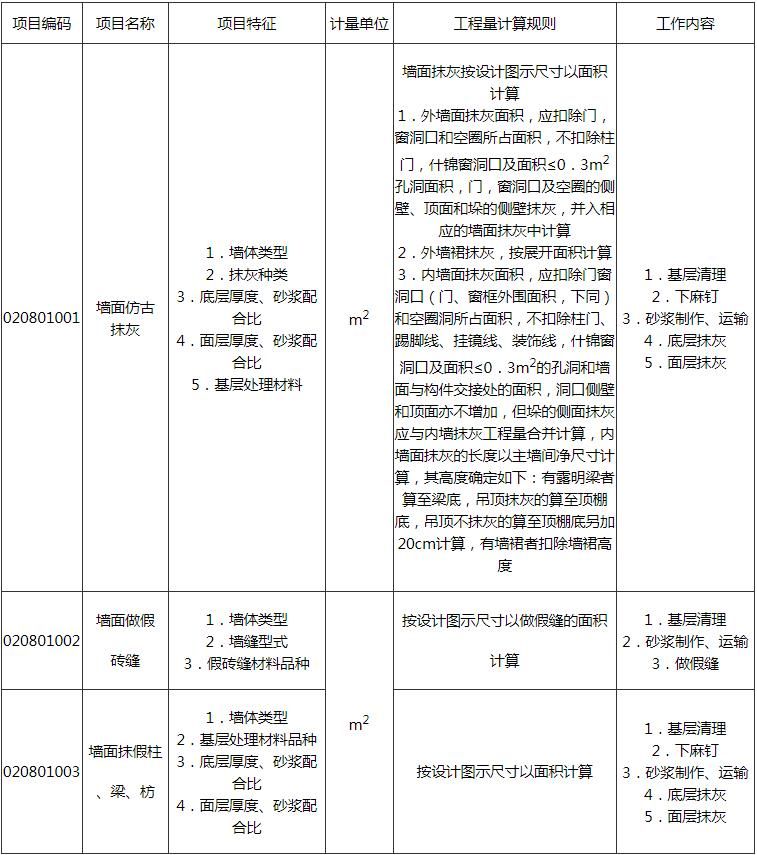 项目编码 项目名称 项目特征 计量单位 工程量计算规则 工作内容
020801001
墙面仿古
抹灰
1．墙体类型
2．抹灰种类
3．底层厚度、砂浆配
合比
4．面层厚度、砂浆配
合比
5．基层处理材料
m²
墙面抹灰按设计图示尺寸以面积
计算
1．外墙面抹灰面积，应扣除门，
窗洞口和空圈所占面积，不扣除柱
门，什锦窗洞口及面积≤0．3m²
孔洞面积，门，窗洞口及空圈的侧
壁、顶面和垛的侧壁抹灰，并入相
应的墙面抹灰中计算
2．外墙裙抹灰，按展开面积计算
3．内墙面抹灰面积，应扣除门窗
洞口（门、窗框外围面积，下同）
和空圈洞所占面积，不扣除柱门、
踢脚线、挂镜线、装饰线，什锦窗
洞口及面积≤0．3m²的孔洞和墙
面与构件交接处的面积，洞口侧壁
和顶面亦不增加，但垛的侧面抹灰
应与内墙抹灰工程量合并计算，内
墙面抹灰的长度以主墙间净尺寸计
算，其高度确定如下：有露明梁者
算至梁底，吊顶抹灰的算至顶棚
底，吊顶不抹灰的算至顶棚底另加
20cm计算，有墙裙者扣除墙裙高
度
1．基层清理
2．下麻钉
3．砂浆制作、运输
4．底层抹灰
5．面层抹灰
020801002
墙面做假
砖缝
1．墙体类型
2．墙缝型式
3．假砖缝材料品种
m²
按设计图示尺寸以做假缝的面积
计算
1．基层清理
2．砂浆制作、运输
3．做假缝
020801003
墙面抹假柱
、梁、枋
1．墙体类型
2．基层处理材料品种
3．底层厚度、砂浆配
合比
4．面层厚度、砂浆配
合比
按设计图示尺寸以面积计算
1．基层清理
2．下麻钉
3．砂浆制作、运输
4．底层抹灰
5．面层抹灰